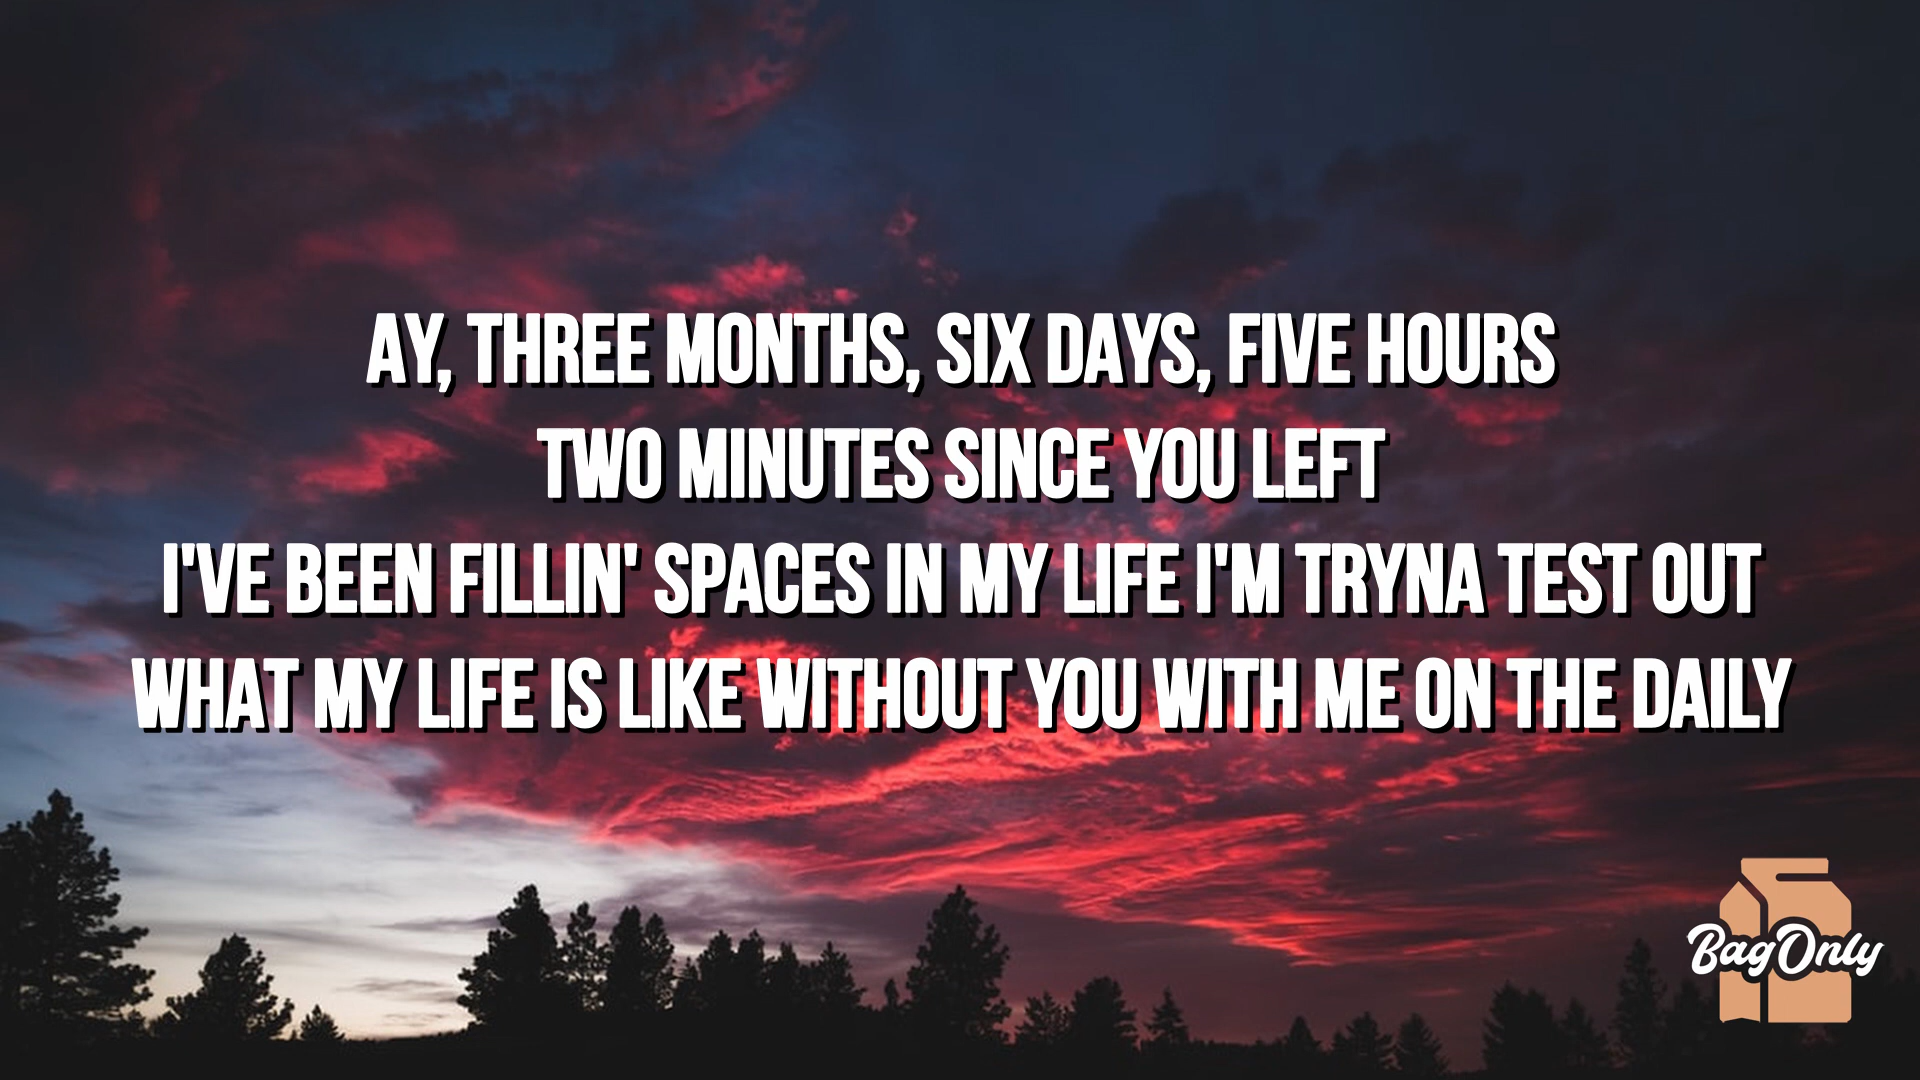 AY, THREE MONTHS, SIX DAYS, FIVE HOURS
TWO MINUTES SINCE YOU LEFT
I'VE BEEN FILLIN' SPACES IN MY LIFE I'M TRYNA TEST OUT
WHAT MY LIFE IS LIKE WITHOUT YOU WITH ME ON THE DAILY
BagOnly